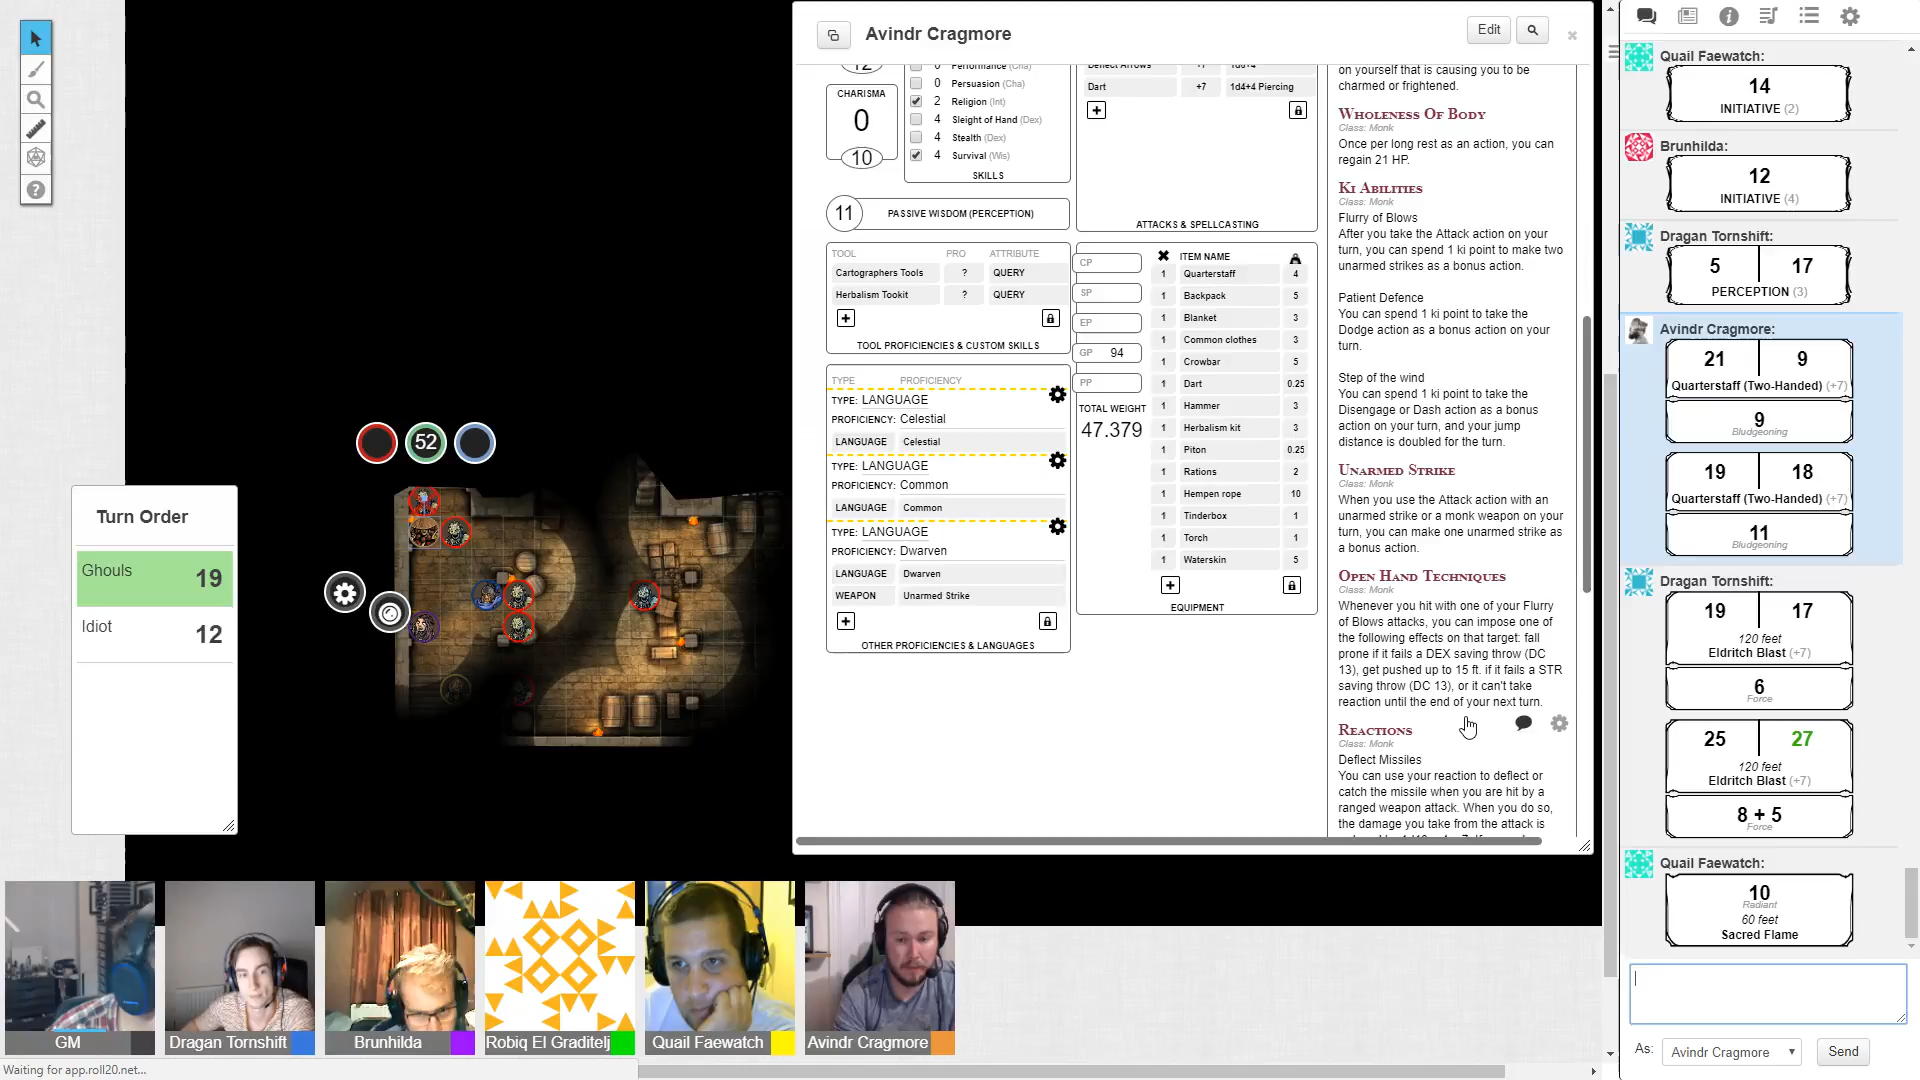 Avindr Cragmore
Edit
12
0 Performance (Cha)
0 Persuasion (Cha)
2 Religion (Int)
4 Sleight of Hand (Dex)
4 Stealth (Dex)
4 Survival (Wis)
SKILLS
CHARISMA
0
10
11 PASSIVE WISDOM (PERCEPTION)
TOOL PRO ATTRIBUTE
Cartographers Tools ? QUERY
Herbalism Tookit ? QUERY
TOOL PROFICIENCIES & CUSTOM SKILLS
TYPE PROFICIENCY
TYPE: LANGUAGE
PROFICIENCY: Celestial
LANGUAGE Celestial
TYPE: LANGUAGE
PROFICIENCY: Common
LANGUAGE Common
TYPE: LANGUAGE
PROFICIENCY: Dwarven
LANGUAGE Dwarven
WEAPON Unarmed Strike
OTHER PROFICIENCIES & LANGUAGES
Deflect Arrows +7 1d6+4
Dart +7 1d4+4 Piercing
ATTACKS & SPELLCASTING
CP
SP
EP
GP 94
PP
TOTAL WEIGHT
47.379
ITEM NAME
1 Quarterstaff 4
1 Backpack 5
1 Blanket 3
1 Common clothes 3
1 Crowbar 5
1 Dart 0.25
1 Hammer 3
1 Herbalism kit 3
1 Piton 0.25
1 Rations 2
1 Hempen rope 10
1 Tinderbox 1
1 Torch 1
1 Waterskin 5
EQUIPMENT
on yourself that is causing you to be
charmed or frightened.
Wholeness Of Body
Class: Monk
Once per long rest as an action, you can
regain 21 HP.
Ki Abilities
Class: Monk
Flurry of Blows
After you take the Attack action on your
turn, you can spend 1 ki point to make two
unarmed strikes as a bonus action.
Patient Defence
You can spend 1 ki point to take the
Dodge action as a bonus action on your
turn.
Step of the wind
You can spend 1 ki point to take the
Disengage or Dash action as a bonus
action on your turn, and your jump
distance is doubled for the turn.
Unarmed Strike
Class: Monk
When you use the Attack action with an
unarmed strike or a monk weapon on your
turn, you can make one unarmed strike as
a bonus action.
Open Hand Techniques
Class: Monk
Whenever you hit with one of your Flurry
of Blows attacks, you can impose one of
the following effects on that target: fall
prone if it fails a DEX saving throw (DC
13), get pushed up to 15 ft. if it fails a STR
saving throw (DC 13), or it can't take
reaction until the end of your next turn.
Reactions
Class: Monk
Deflect Missiles
You can use your reaction to deflect or
catch the missile when you are hit by a
ranged weapon attack. When you do so,
the damage you take from the attack is
52
Turn Order
Ghouls 19
Idiot 12
Quail Faewatch:
14
INITIATIVE (2)
Brunhilda:
12
INITIATIVE (4)
Dragan Tornshift:
5 17
PERCEPTION (3)
Avindr Cragmore:
21 9
Quarterstaff (Two-Handed) (+7)
9
Bludgeoning
19 18
Quarterstaff (Two-Handed) (+7)
11
Bludgeoning
Dragan Tornshift:
19 17
120 feet
Eldritch Blast (+7)
6
Force
25 27
120 feet
Eldritch Blast (+7)
8 + 5
Force
Quail Faewatch:
10
Radiant
60 feet
Sacred Flame
As: Avindr Cragmore
Send
GM
Dragan Tornshift
Brunhilda
Robiq El Graditelj
Quail Faewatch
Avindr Cragmore
Waiting for app.roll20.net...